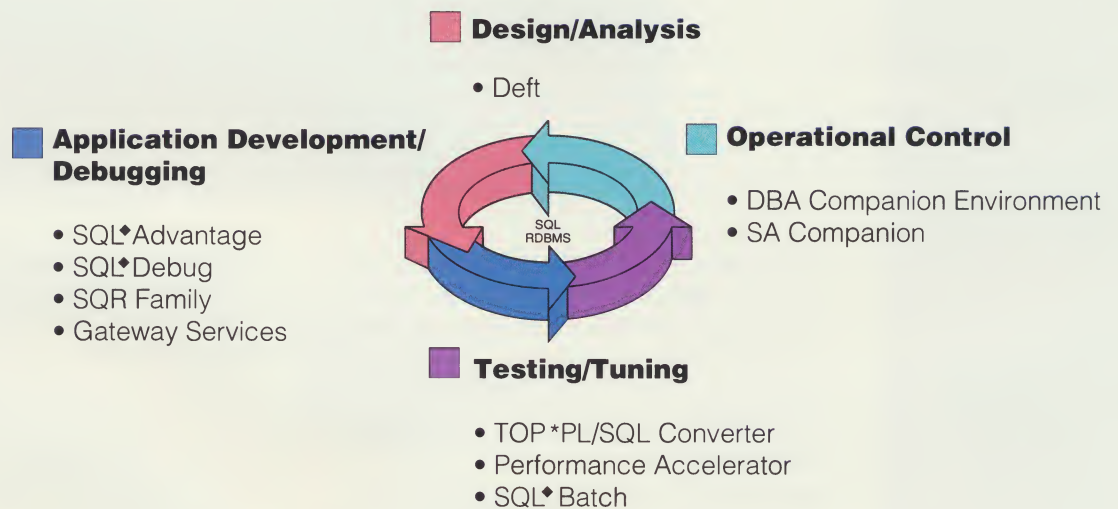 Design/Analysis
• Deft
Application Development/
Debugging
• SQL◆Advantage
• SQL◆Debug
• SQR Family
• Gateway Services
Operational Control
• DBA Companion Environment
• SA Companion
SQL
RDBMS
Testing/Tuning
• TOP*PL/SQL Converter
• Performance Accelerator
• SQL◆Batch